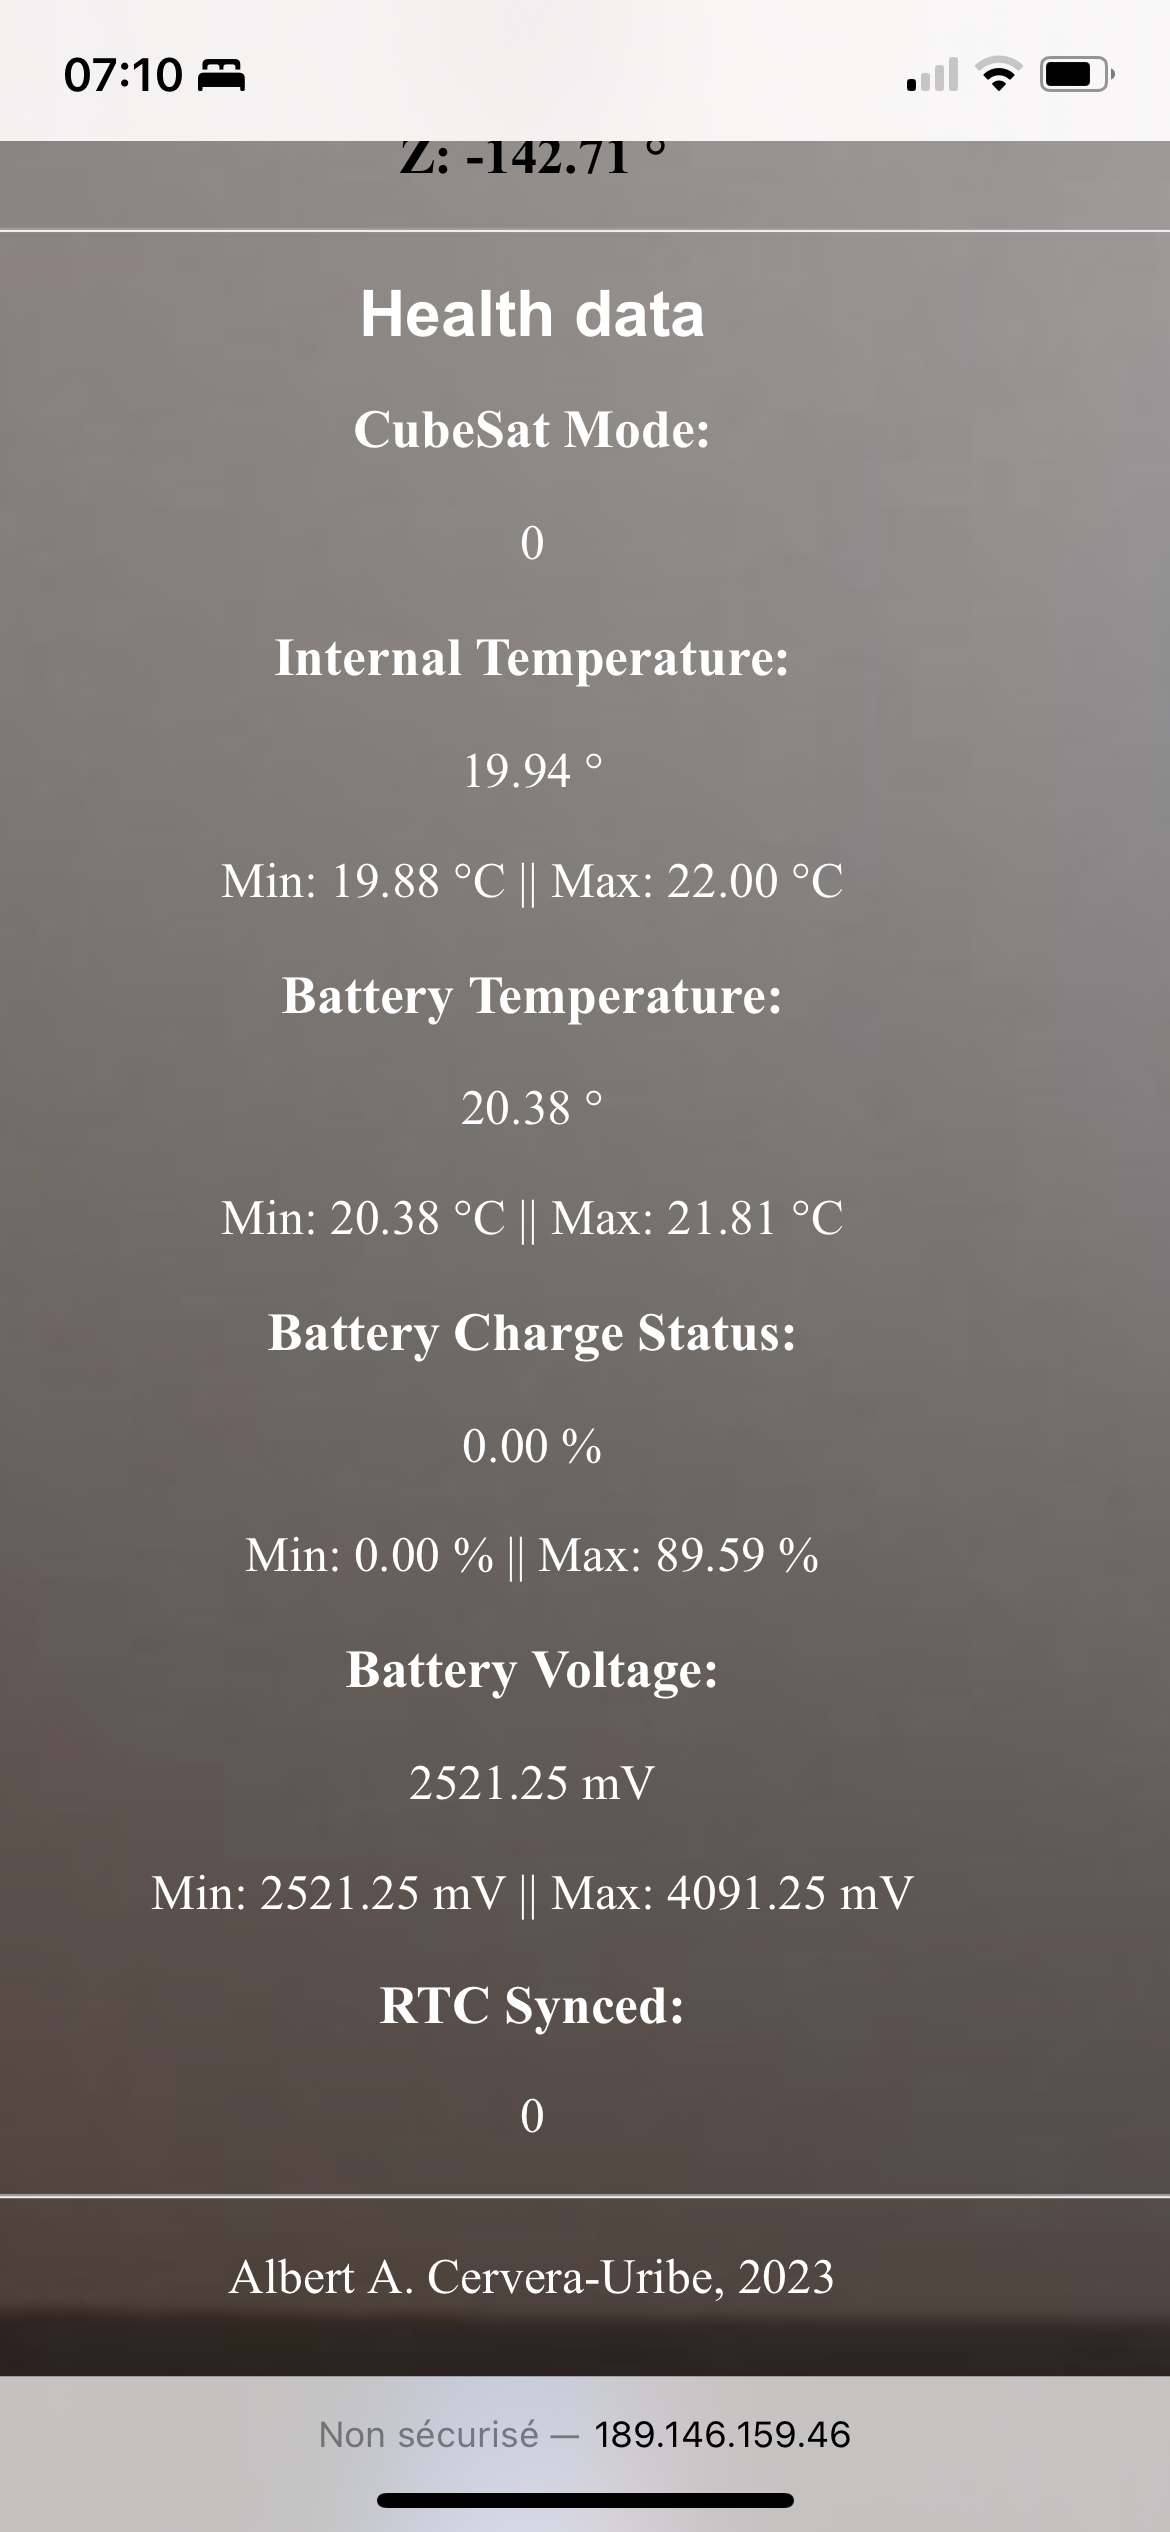 07:10
Z: -142.71 °
Health data
CubeSat Mode:
0
Internal Temperature:
19.94 °
Min: 19.88 °C || Max: 22.00 °C
Battery Temperature:
20.38 °
Min: 20.38 °C || Max: 21.81 °C
Battery Charge Status:
0.00 %
Min: 0.00 % || Max: 89.59 %
Battery Voltage:
2521.25 mV
Min: 2521.25 mV || Max: 4091.25 mV
RTC Synced:
0
Albert A. Cervera-Uribe, 2023
Non sécurisé — 189.146.159.46